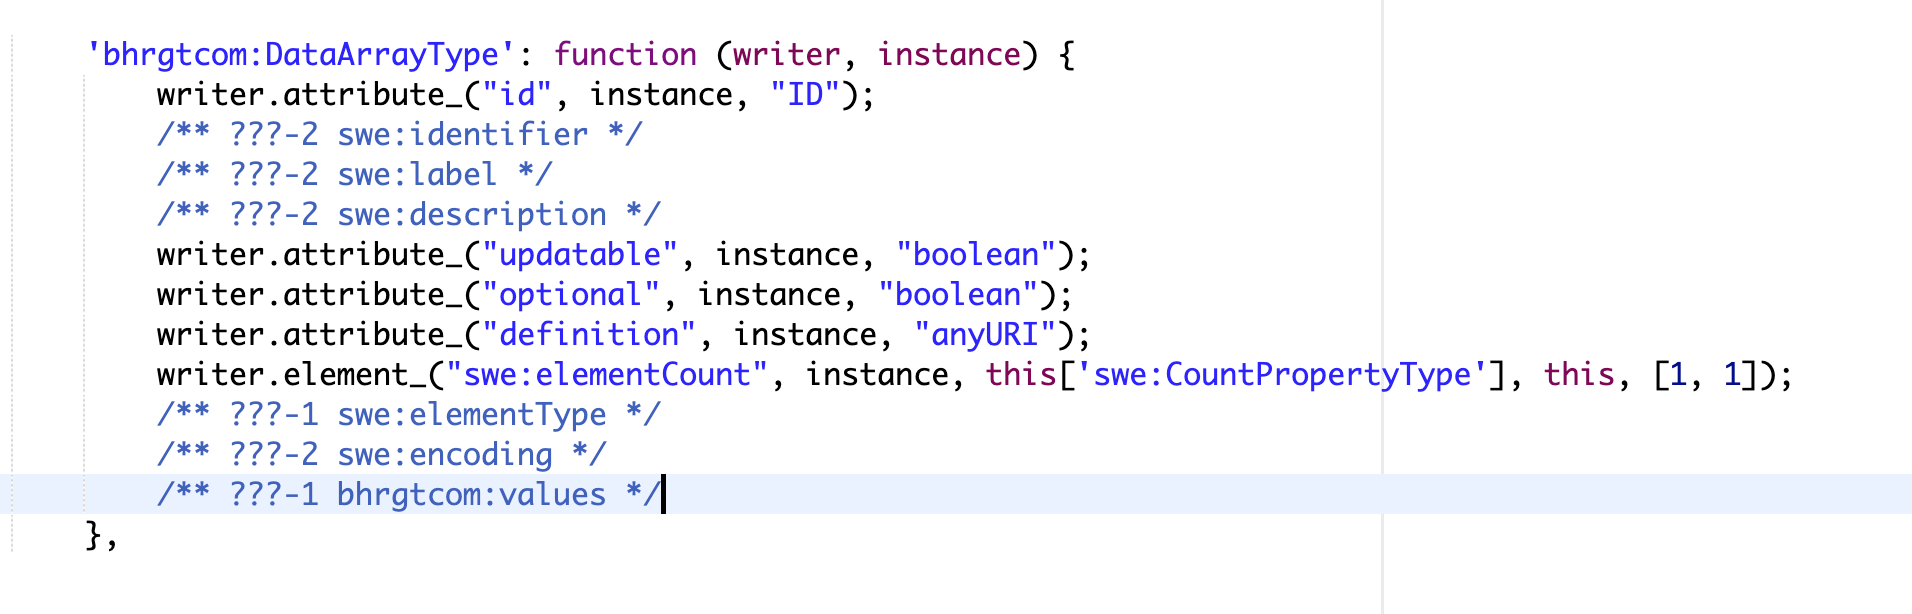 'bhrgtcom:DataArrayType': function (writer, instance) {
writer.attribute_("id", instance, "ID");
/** ???-2 swe:identifier */
/** ???-2 swe:label */
/** ???-2 swe:description */
writer.attribute_("updatable", instance, "boolean");
writer.attribute_("optional", instance, "boolean");
writer.attribute_("definition", instance, "anyURI");
writer.element_("swe:elementCount", instance, this['swe:CountPropertyType'], this, [1, 1]);
/** ???-1 swe:elementType */
/** ???-2 swe:encoding */
/** ???-1 bhrgtcom:values */
},